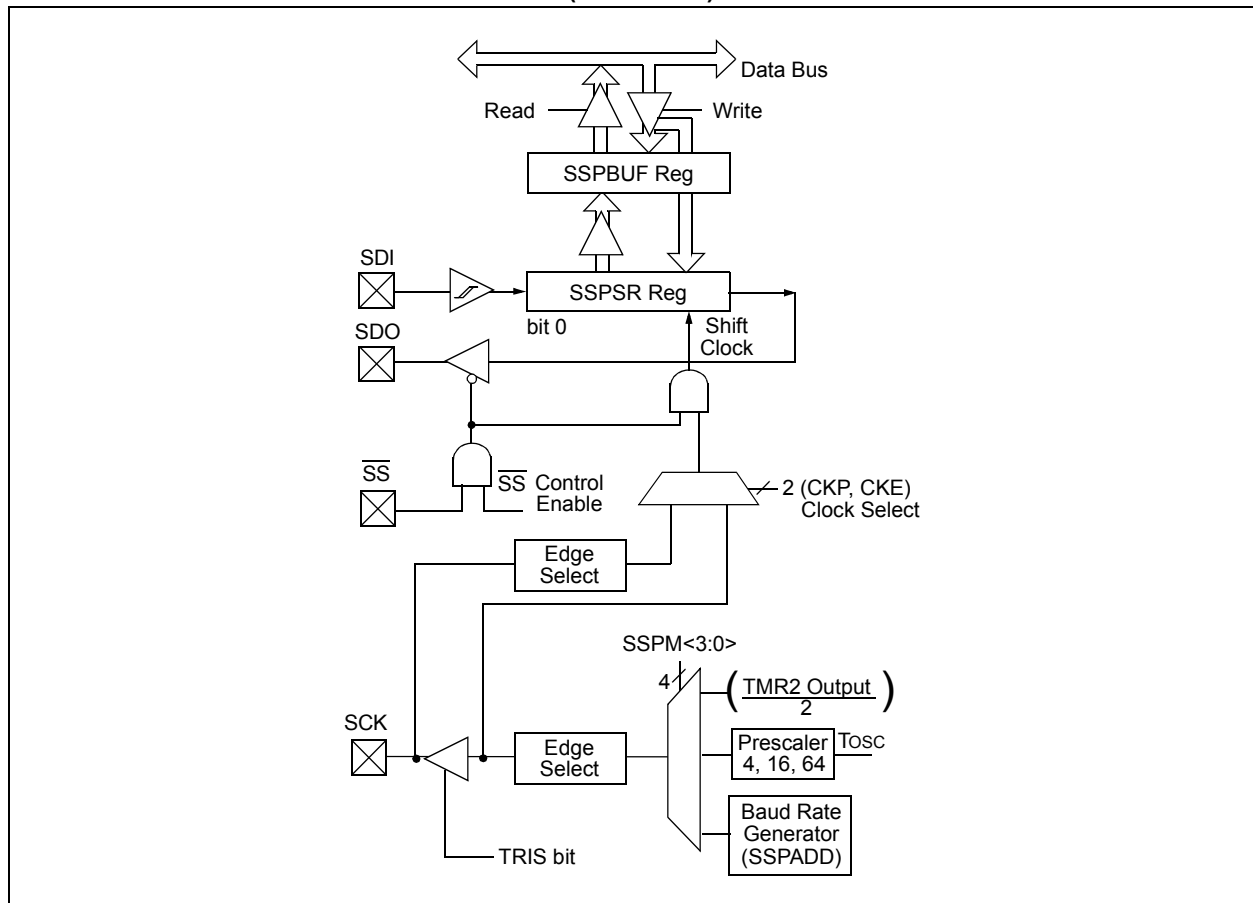 Data Bus
Read
Write
SSPBUF Reg
SDI
SSPSR Reg
bit 0
Shift
Clock
SDO
SS
SS Control
Enable
2 (CKP, CKE)
Clock Select
Edge
Select
SSPM<3:0>
4
( TMR2 Output )
2
SCK
Edge
Select
Prescaler
4, 16, 64
TOSC
Baud Rate
Generator
(SSPADD)
TRIS bit